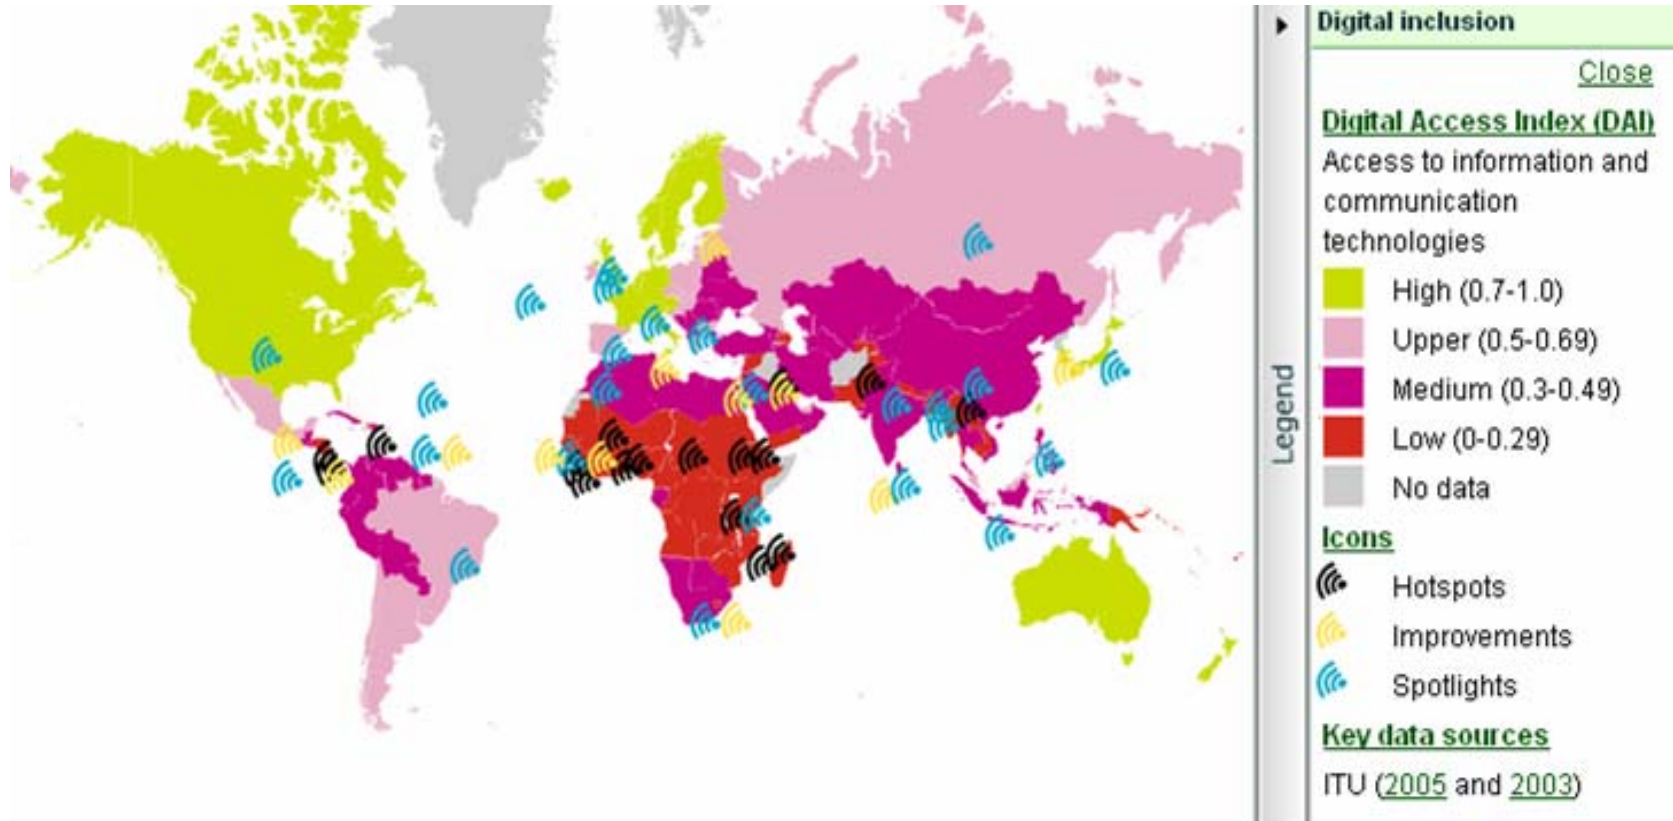 Digital inclusion
Close
Digital Access Index (DAI)
Access to information and
communication
technologies
High (0.7-1.0)
Upper (0.5-0.69)
Medium (0.3-0.49)
Low (0-0.29)
No data
Icons
Hotspots
Improvements
Spotlights
Key data sources
ITU (2005 and 2003)
Legend